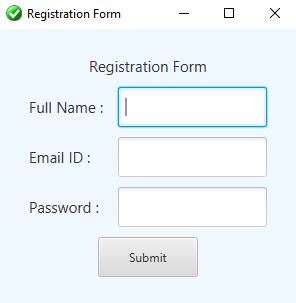 Registration Form
Registration Form
Full Name :
Email ID :
Password :
Submit